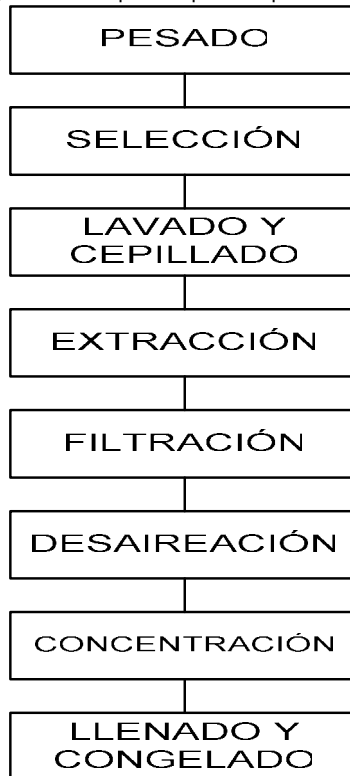 PESADO
SELECCIÓN
LAVADO Y
CEPILLADO
EXTRACCIÓN
FILTRACIÓN
DESAIREACIÓN
CONCENTRACIÓN
LLENADO Y
CONGELADO